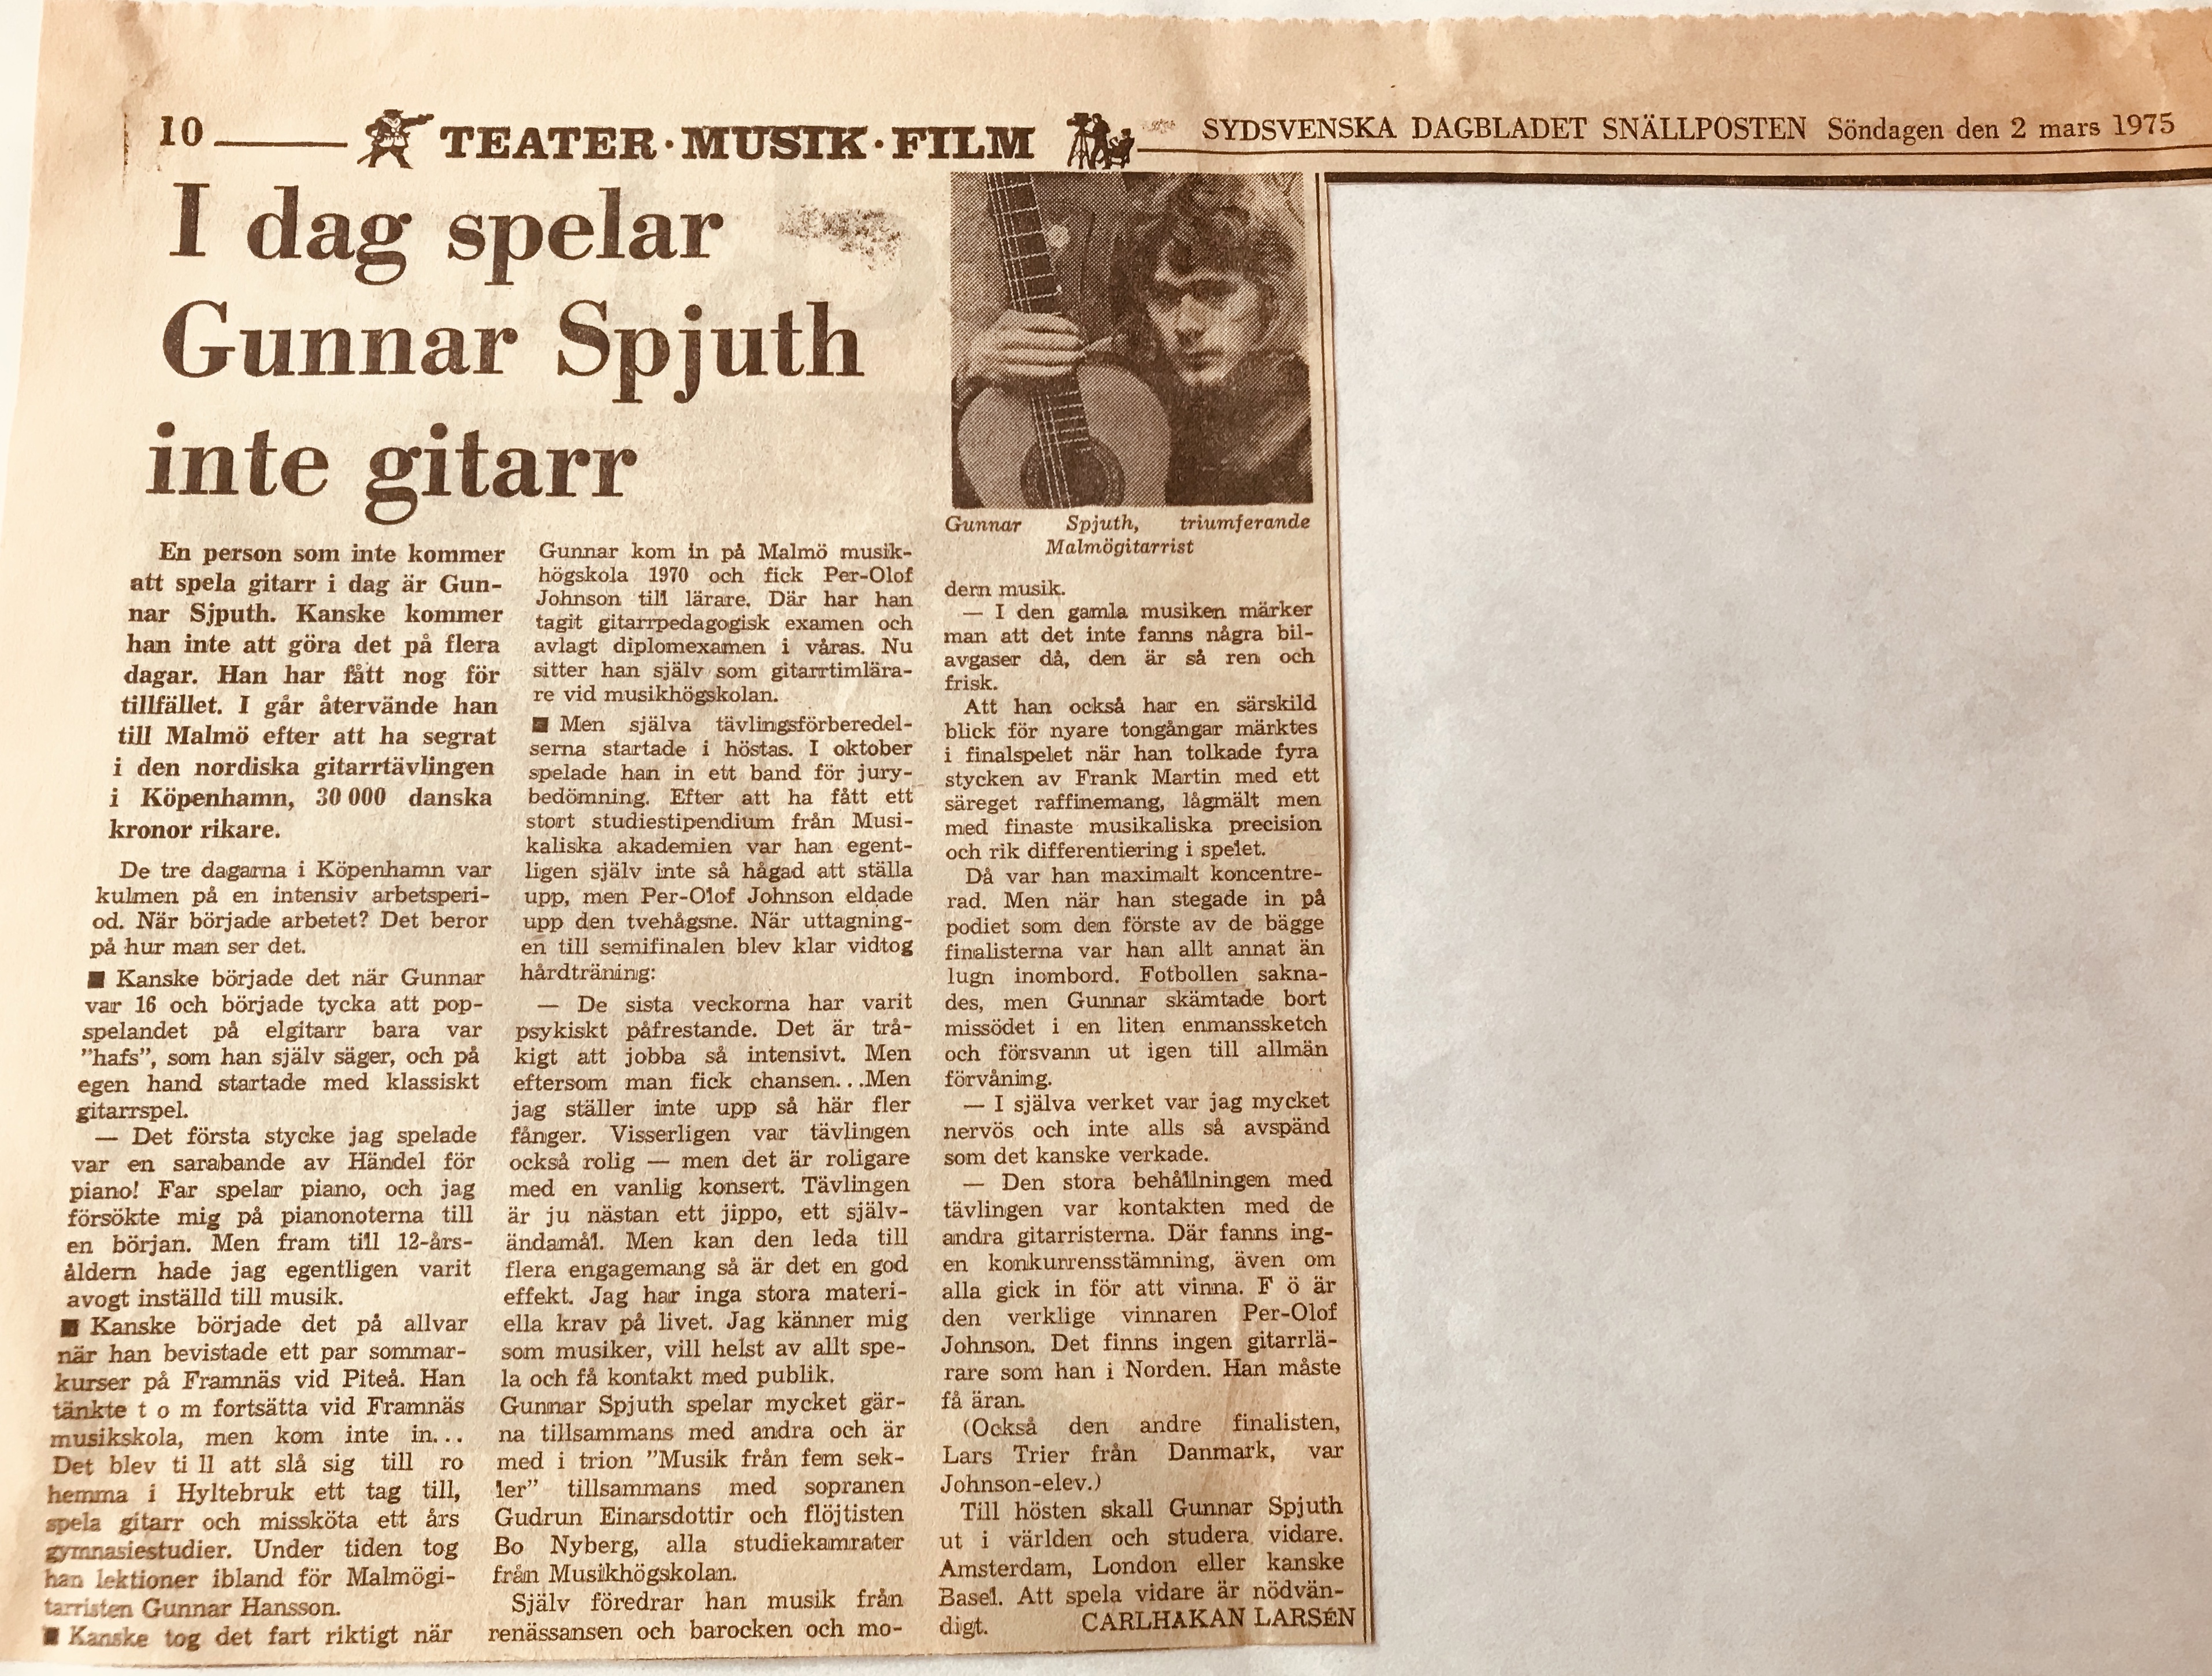 10 TEATER·MUSIK·FILM SYDSVENSKA DAGBLADET SNÄLLPOSTEN Söndagen den 2 mars 1975
I dag spelar
Gunnar Spjuth
inte gitarr
En person som inte kommer
att spela gitarr i dag är Gun-
nar Sjputh. Kanske kommer
han inte att göra det på flera
dagar. Han har fått nog för
tillfället. I går återvände han
till Malmö efter att ha segrat
i den nordiska gitarrtävlingen
i Köpenhamn, 30 000 danska
kronor rikare.
De tre dagarna i Köpenhamn var
kulmen på en intensiv arbetsperi-
od. När började arbetet? Det beror
på hur man ser det.
■ Kanske började det när Gunnar
var 16 och började tycka att pop-
spelandet på elgitarr bara var
”hafs”, som han själv säger, och på
egen hand startade med klassiskt
gitarrspel.
— Det första stycke jag spelade
var en sarabande av Händel för
piano! Far spelar piano, och jag
försökte mig på pianonoterna till
en början. Men fram till 12-års-
åldern hade jag egentligen varit
avogt inställd till musik.
■ Kanske började det på allvar
när han bevistade ett par sommar-
kurser på Framnäs vid Piteå. Han
tänkte t o m fortsätta vid Framnäs
musikskola, men kom inte in...
Det blev ti ll att slå sig till ro
hemma i Hyltebruk ett tag till,
spela gitarr och missköta ett års
gymnasiestudier. Under tiden tog
han lektioner ibland för Malmögi-
tarristen Gunnar Hansson.
■ Kanske tog det fart riktigt när
Gunnar kom in på Malmö musik-
högskola 1970 och fick Per-Olof
Johnson till lärare. Där har han
tagit gitarrpedagogisk examen och
avlagt diplomexamen i våras. Nu
sitter han själv som gitarrtimlära-
re vid musikhögskolan.
■ Men själva tävlingsförberedel-
serna startade i höstas. I oktober
spelade han in ett band för jury-
bedömning. Efter att ha fått ett
stort studiestipendium från Musi-
kaliska akademien var han egent-
ligen själv inte så hågad att ställa
upp, men Per-Olof Johnson eldade
upp den tvehågsne. När uttagning-
en till semifinalen blev klar vidtog
hårdträning:
— De sista veckorna har varit
psykiskt påfrestande. Det är trå-
kigt att jobba så intensivt. Men
eftersom man fick chansen...Men
jag ställer inte upp så här fler
fånger. Visserligen var tävlingen
också rolig — men det är roligare
med en vanlig konsert. Tävlingen
är ju nästan ett jippo, ett själv-
ändamål. Men kan den leda till
flera engagemang så är det en god
effekt. Jag har inga stora materi-
ella krav på livet. Jag känner mig
som musiker, vill helst av allt spe-
la och få kontakt med publik.
Gunnar Spjuth spelar mycket gär-
na tillsammans med andra och är
med i trion ”Musik från fem sek-
ler” tillsammans med sopranen
Gudrun Einarsdottir och flöjtisten
Bo Nyberg, alla studiekamrater
från Musikhögskolan.
Själv föredrar han musik från
renässansen och barocken och mo-
Gunnar Spjuth, triumferande
Malmögitarrist
dern musik.
— I den gamla musiken märker
man att det inte fanns några bil-
avgaser då, den är så ren och
frisk.
Att han också har en särskild
blick för nyare tongångar märktes
i finalspelet när han tolkade fyra
stycken av Frank Martin med ett
säreget raffinemang, lågmält men
med finaste musikaliska precision
och rik differentiering i spelet.
Då var han maximalt koncentre-
rad. Men när han stegade in på
podiet som den förste av de bägge
finalisterna var han allt annat än
lugn inombord. Fotbollen sakna-
des, men Gunnar skämtade bort
missödet i en liten enmanssketch
och försvann ut igen till allmän
förvåning.
— I själva verket var jag mycket
nervös och inte alls så avspänd
som det kanske verkade.
— Den stora behållningen med
tävlingen var kontakten med de
andra gitarristerna. Där fanns ing-
en konkurrensstämning, även om
alla gick in för att vinna. F ö är
den verklige vinnaren Per-Olof
Johnson. Det finns ingen gitarrlä-
rare som han i Norden. Han måste
få äran.
(Också den andre finalisten,
Lars Trier från Danmark, var
Johnson-elev.)
Till hösten skall Gunnar Spjuth
ut i världen och studera vidare.
Amsterdam, London eller kanske
Basel. Att spela vidare är nödvän-
digt. CARLHAKAN LARSÉN